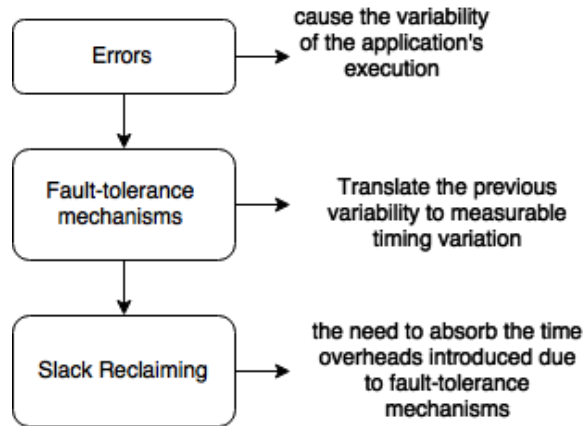 Errors
cause the variability
of the application's
execution
Fault-tolerance
mechanisms
Translate the previous
variability to measurable
timing variation
Slack Reclaiming
the need to absorb the time
overheads introduced due
to fault-tolerance
mechanisms